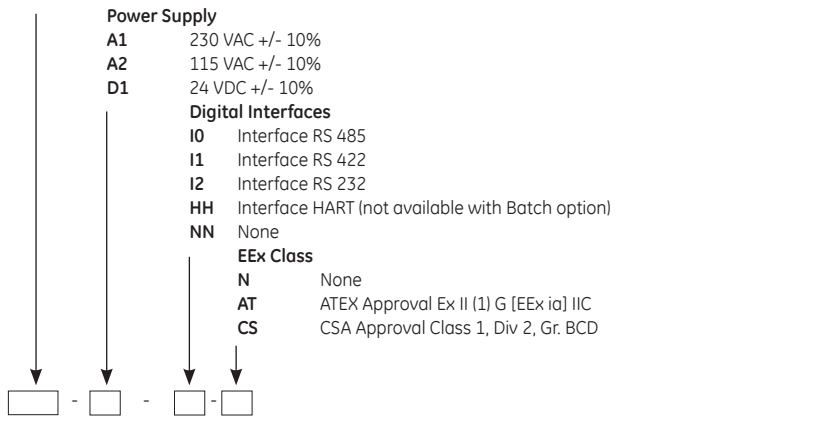 Power Supply
A1 230 VAC +/- 10%
A2 115 VAC +/- 10%
D1 24 VDC +/- 10%
Digital Interfaces
I0 Interface RS 485
I1 Interface RS 422
I2 Interface RS 232
HH Interface HART (not available with Batch option)
NN None
EEx Class
N None
AT ATEX Approval Ex II (1) G [EEx ia] IIC
CS CSA Approval Class 1, Div 2, Gr. BCD
- - -